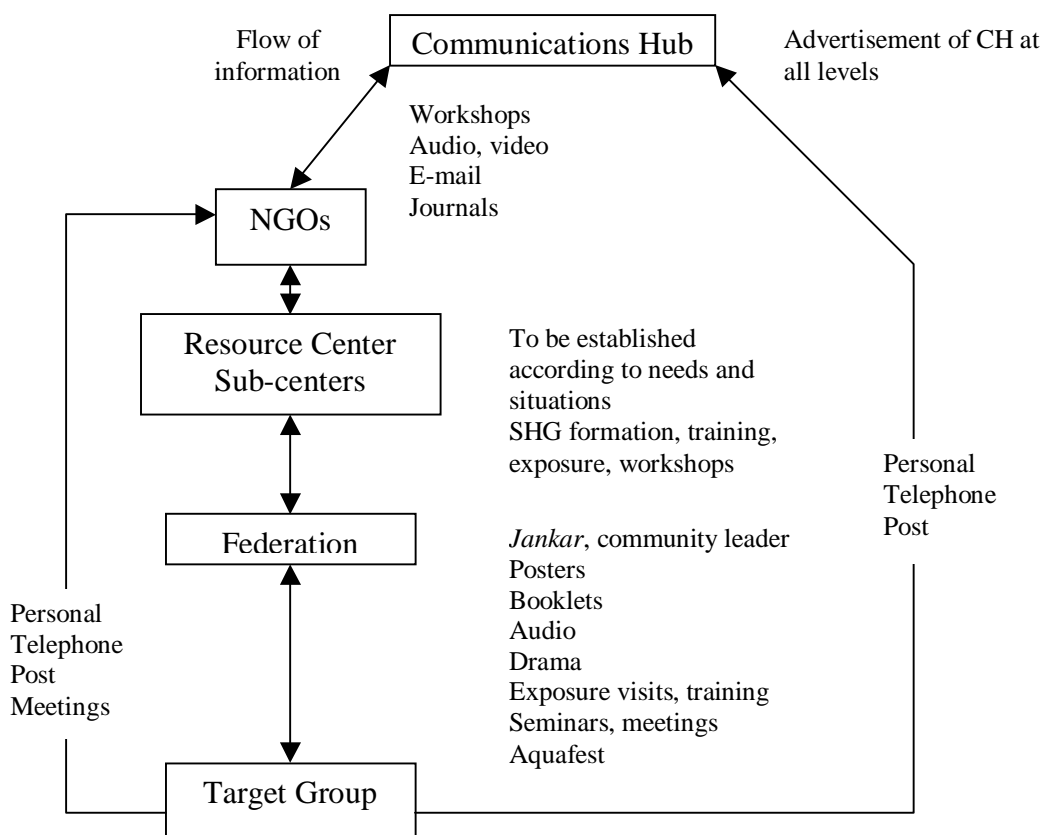 Flow of
information
Communications Hub
Advertisement of CH at
all levels
Workshops
Audio, video
E-mail
Journals
NGOs
Resource Center
Sub-centers
To be established
according to needs and
situations
SHG formation, training,
exposure, workshops
Personal
Telephone
Post
Federation
Jankar, community leader
Posters
Booklets
Audio
Drama
Exposure visits, training
Seminars, meetings
Aquafest
Personal
Telephone
Post
Meetings
Target Group